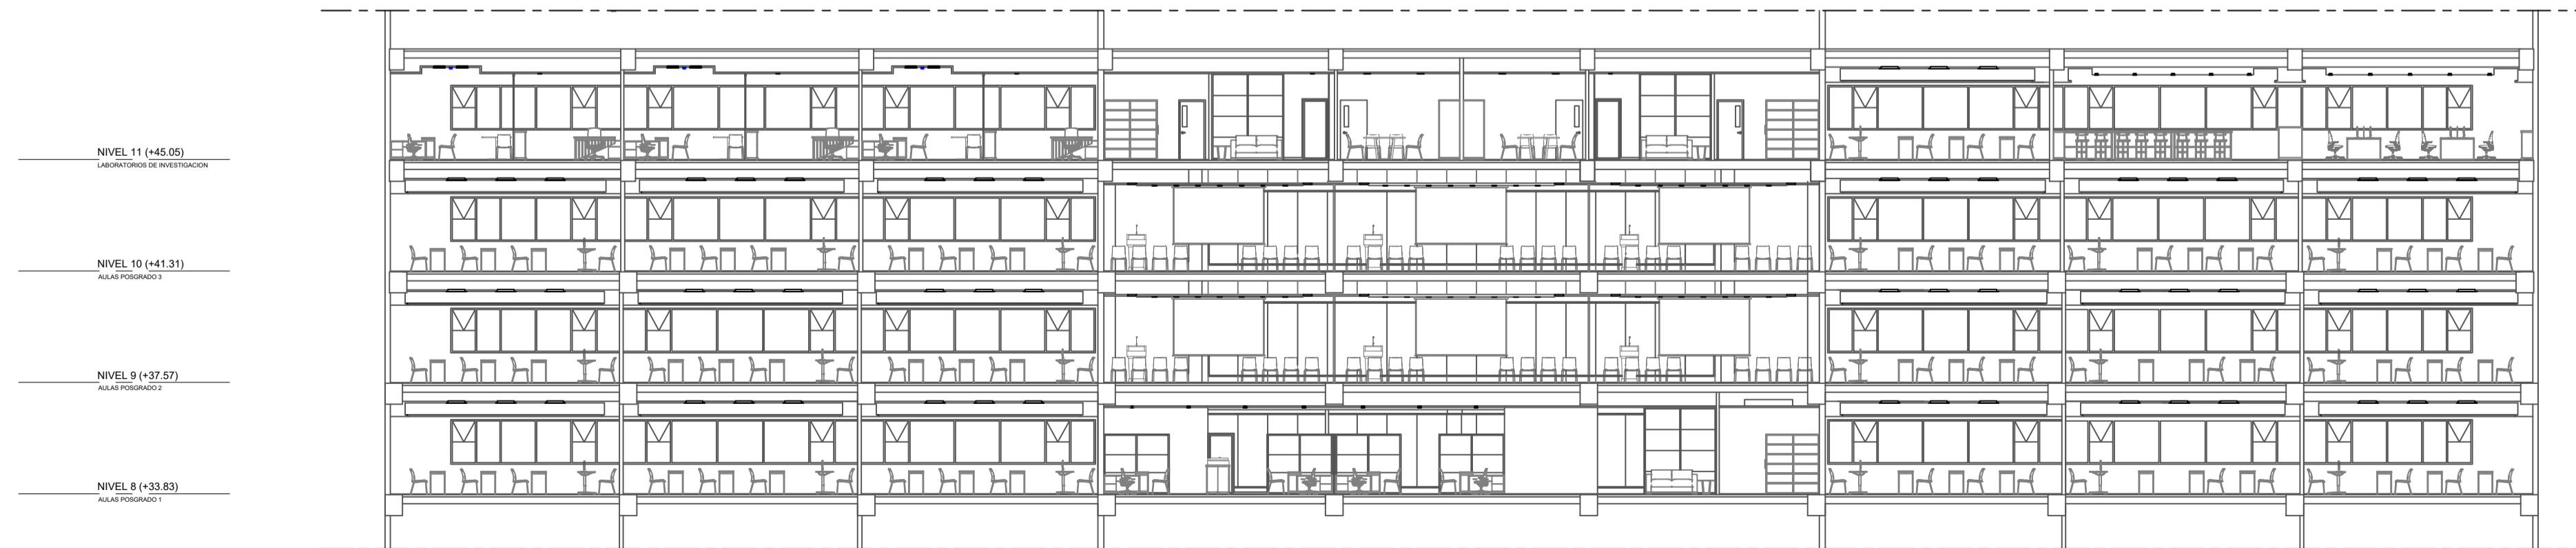 NIVEL 11 (+45.05)
LABORATORIOS DE INVESTIGACION
NIVEL 10 (+41.31)
AULAS POSGRADO 3
NIVEL 9 (+37.57)
AULAS POSGRADO 2
NIVEL 8 (+33.83)
AULAS POSGRADO 1